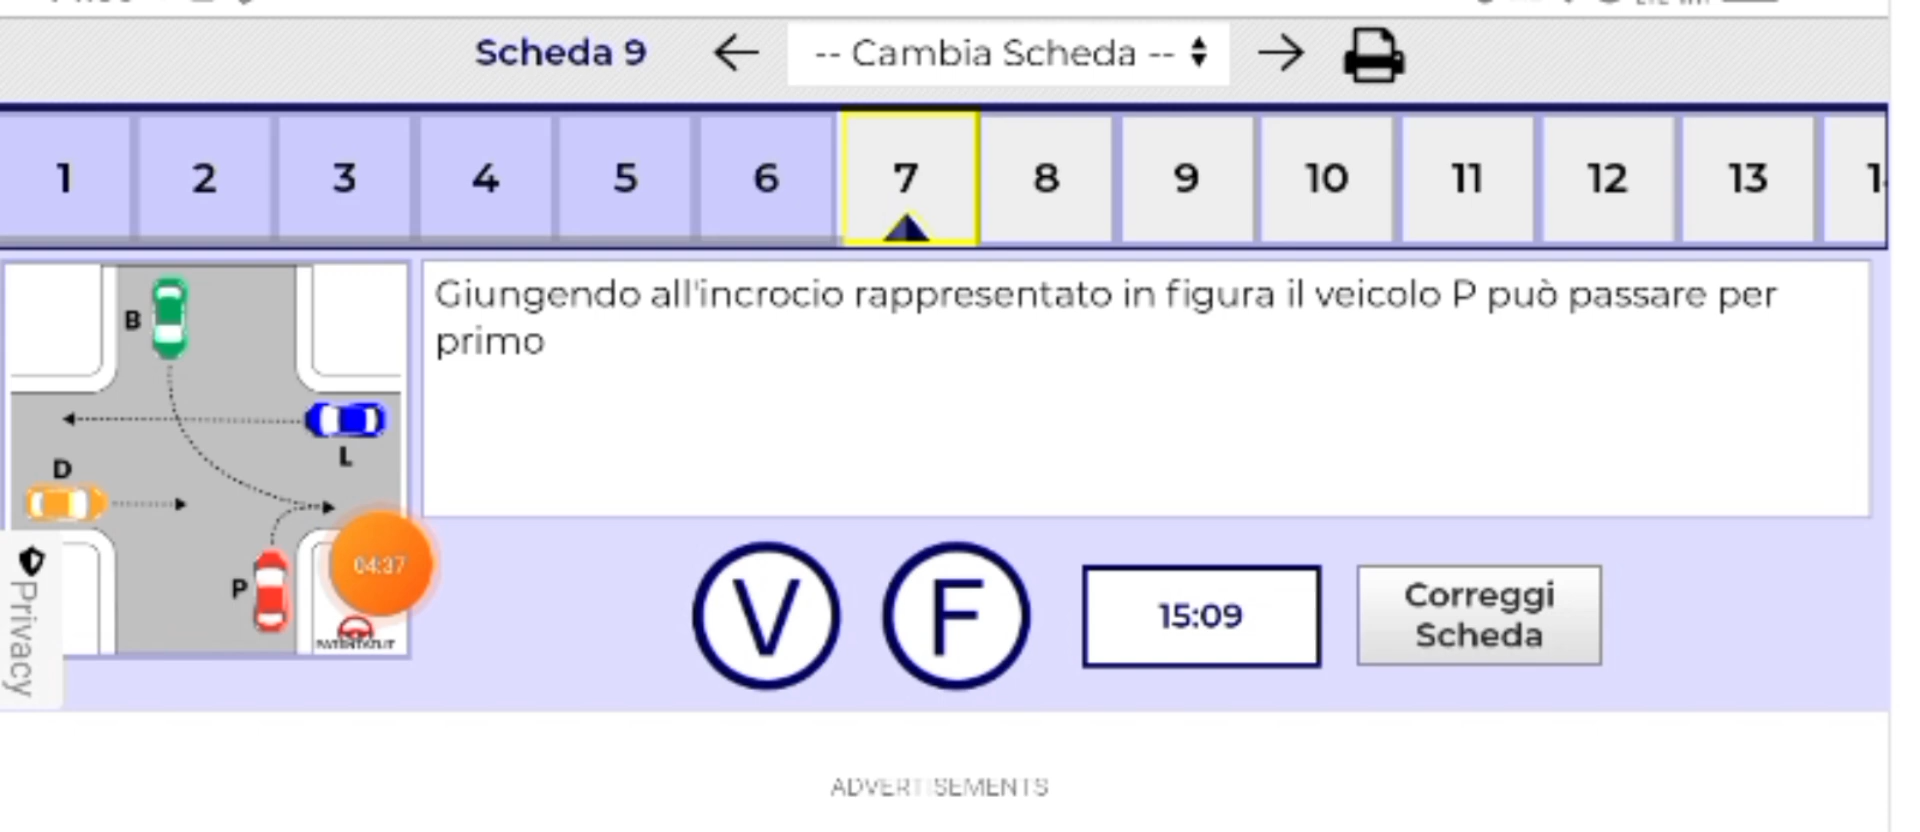 Scheda 9
-- Cambia Scheda --
1 2 3 4 5 6 7 8 9 10 11 12 13
Giungendo all'incrocio rappresentato in figura il veicolo P può passare per
primo
B
L
D
P
04:37
Privacy
V F 15:09 Correggi
Scheda
ADVERTISEMENTS